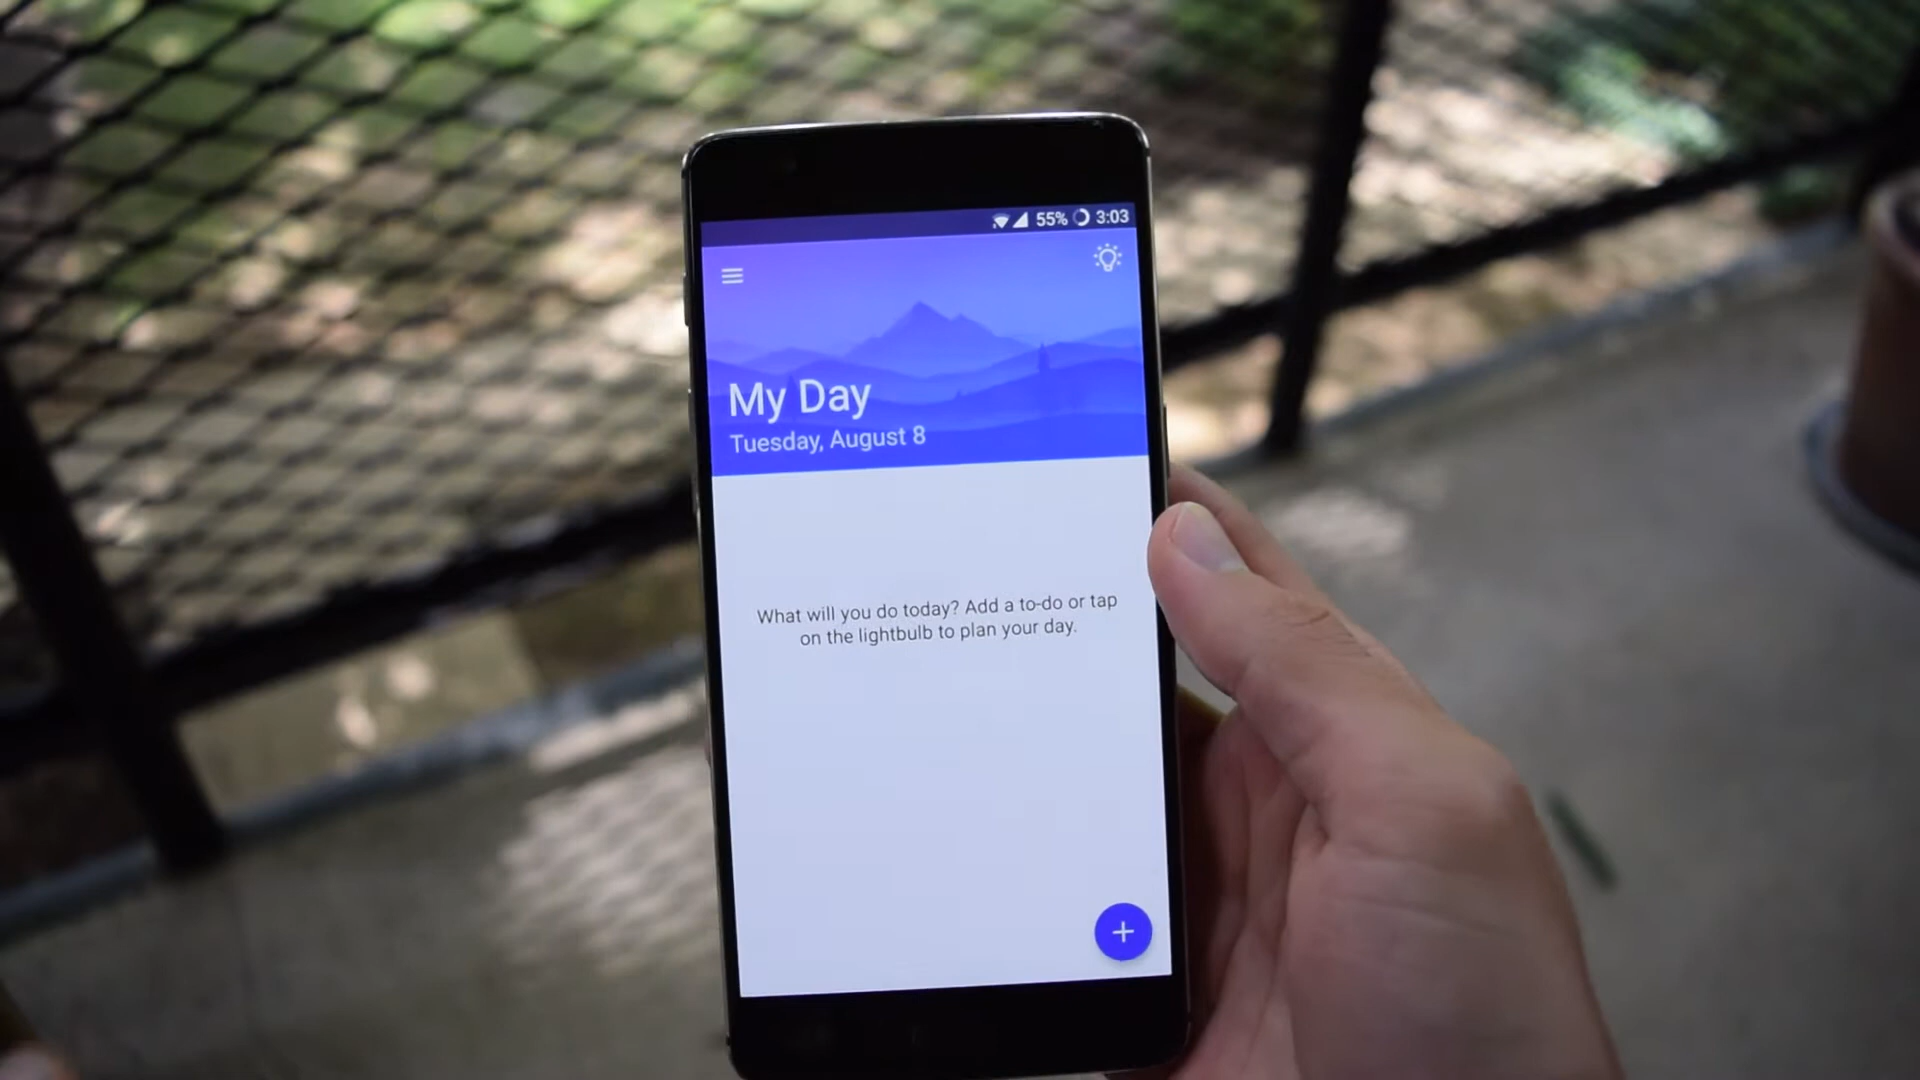 55% 3:03
My Day
Tuesday, August 8
What will you do today? Add a to-do or tap
on the lightbulb to plan your day.